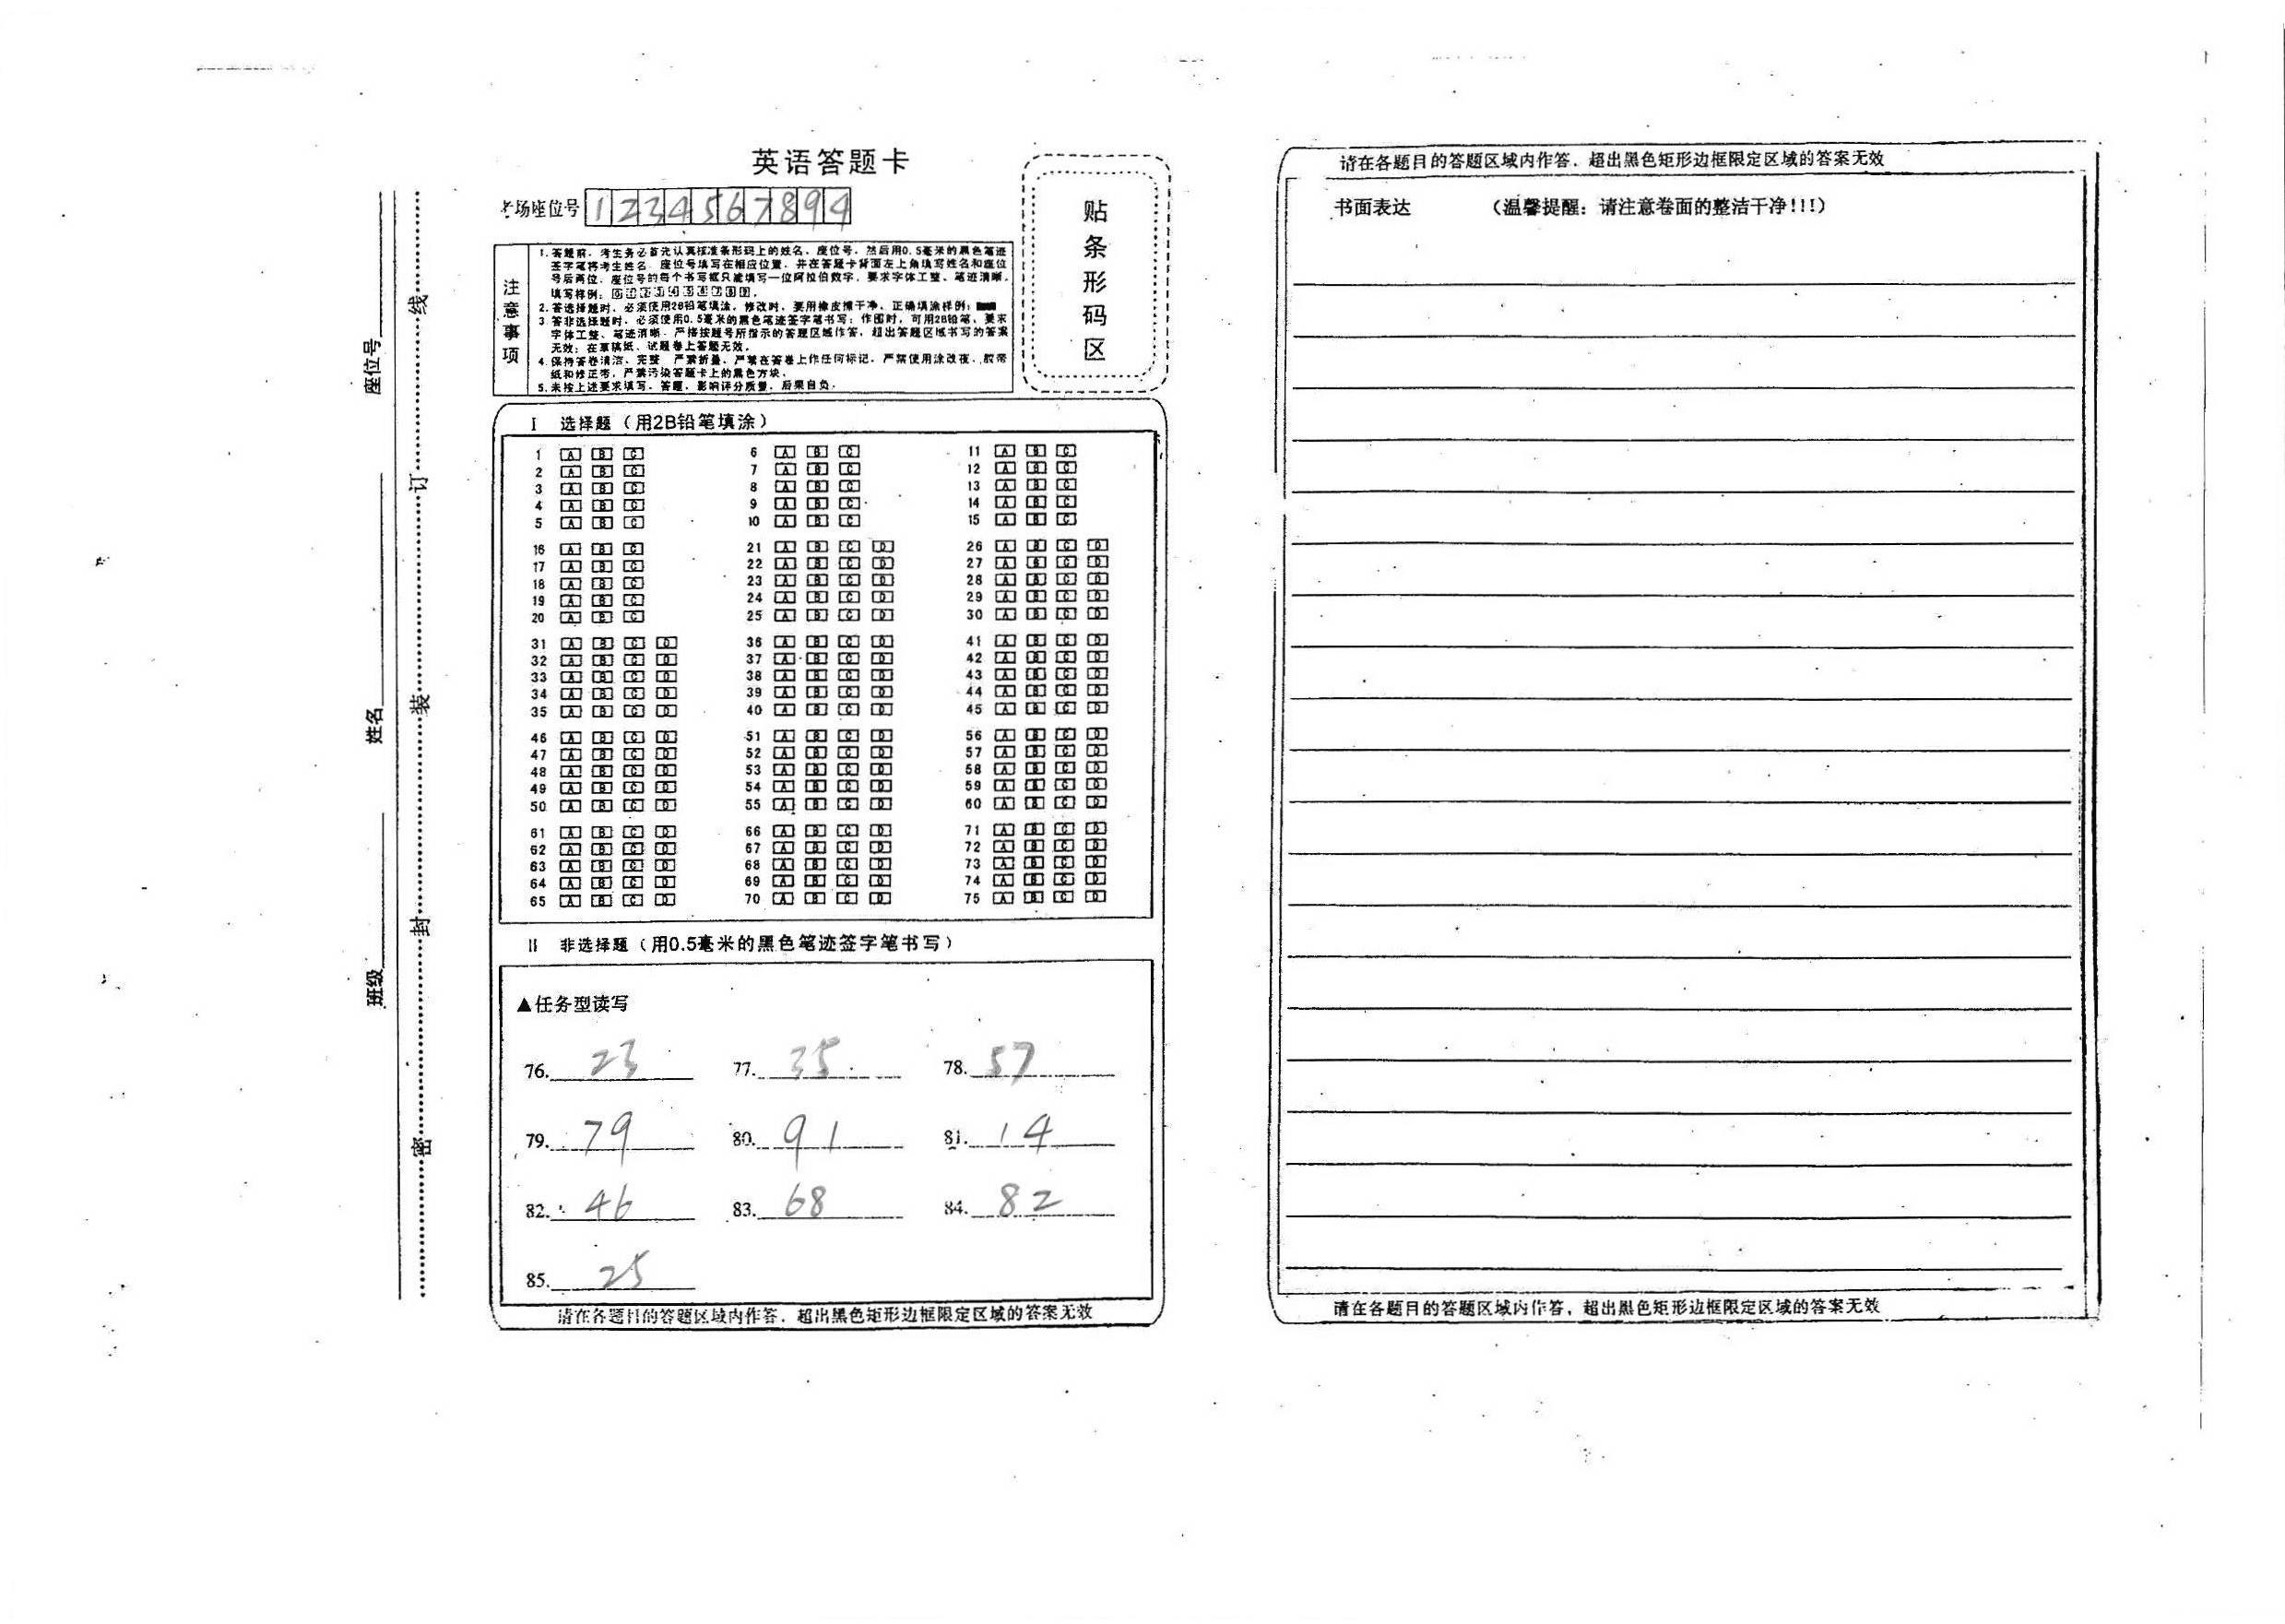 英语答题卡
考场座位号 1234567894
贴条形码区
注意事项
1. 答题前，考生务必首先认真核准条形码上的姓名、座位号，然后用0.5毫米的黑色笔迹
签字笔将考生姓名、座位号填写在相应位置，并在答题卡背面左上角填写姓名和座位
号后两位，座位号的每个书写框只能填写一位阿拉伯数字，要求字体工整、笔迹清晰。
填写样例：0123456789。
2. 答选择题时，必须使用2B铅笔填涂，修改时，要用橡皮擦干净，正确填涂样例：
3. 答非选择题时，必须使用0.5毫米的黑色笔迹签字笔书写；作图时，可用2B铅笔，要求
字体工整、笔迹清晰。严格按题号所指示的答题区域作答，超出答题区域书写的答案
无效；在草稿纸、试题卷上答题无效。
4. 保持答卷清洁、完整。严禁折叠，严禁在答卷上作任何标记，严禁使用涂改液、胶带
纸和修正带，严禁污染答题卡上的黑色方块。
5. 未按上述要求填写、答题，影响评分质量，后果自负。
座位号
姓名
班级
密封装订线
I 选择题（用2B铅笔填涂）
1 A B C 6 A B C 11 A B C
2 A B C 7 A B C 12 A B C
3 A B C 8 A B C 13 A B C
4 A B C 9 A B C 14 A B C
5 A B C 10 A B C 15 A B C
16 A B C 21 A B C D 26 A B C D
17 A B C 22 A B C D 27 A B C D
18 A B C 23 A B C D 28 A B C D
19 A B C 24 A B C D 29 A B C D
20 A B C 25 A B C D 30 A B C D
31 A B C D 36 A B C D 41 A B C D
32 A B C D 37 A B C D 42 A B C D
33 A B C D 38 A B C D 43 A B C D
34 A B C D 39 A B C D 44 A B C D
35 A B C D 40 A B C D 45 A B C D
46 A B C D 51 A B C D 56 A B C D
47 A B C D 52 A B C D 57 A B C D
48 A B C D 53 A B C D 58 A B C D
49 A B C D 54 A B C D 59 A B C D
50 A B C D 55 A B C D 60 A B C D
61 A B C D 66 A B C D 71 A B C D
62 A B C D 67 A B C D 72 A B C D
63 A B C D 68 A B C D 73 A B C D
64 A B C D 69 A B C D 74 A B C D
65 A B C D 70 A B C D 75 A B C D
II 非选择题（用0.5毫米的黑色笔迹签字笔书写）
▲任务型读写
76. 23 77. 35 78. 57
79. 79 80. 91 81. 14
82. 46 83. 68 84. 82
85. 25
请在各题目的答题区域内作答，超出黑色矩形边框限定区域的答案无效
请在各题目的答题区域内作答，超出黑色矩形边框限定区域的答案无效
书面表达 （温馨提醒：请注意卷面的整洁干净!!!）
请在各题目的答题区域内作答，超出黑色矩形边框限定区域的答案无效